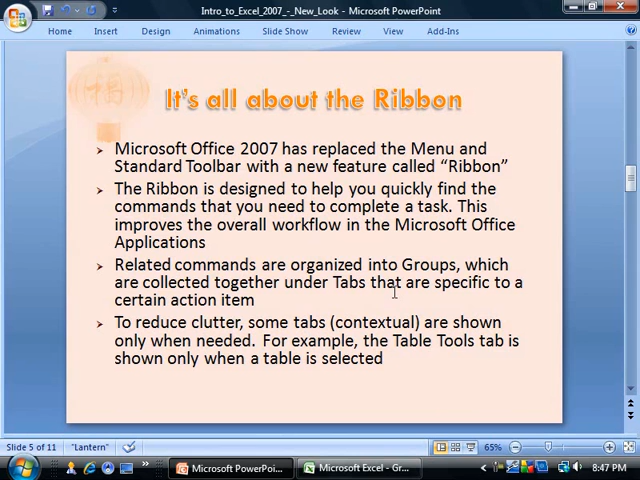 Intro_to_Excel_2007_-_New_Look - Microsoft PowerPoint
Home Insert Design Animations Slide Show Review View Add-Ins
福
It's all about the Ribbon
Microsoft Office 2007 has replaced the Menu and
Standard Toolbar with a new feature called “Ribbon”
The Ribbon is designed to help you quickly find the
commands that you need to complete a task. This
improves the overall workflow in the Microsoft Office
Applications
Related commands are organized into Groups, which
are collected together under Tabs that are specific to a
certain action item
To reduce clutter, some tabs (contextual) are shown
only when needed. For example, the Table Tools tab is
shown only when a table is selected
Slide 5 of 11 "Lantern" 65%
Microsoft PowerPoi... Microsoft Excel - Gr... 8:47 PM